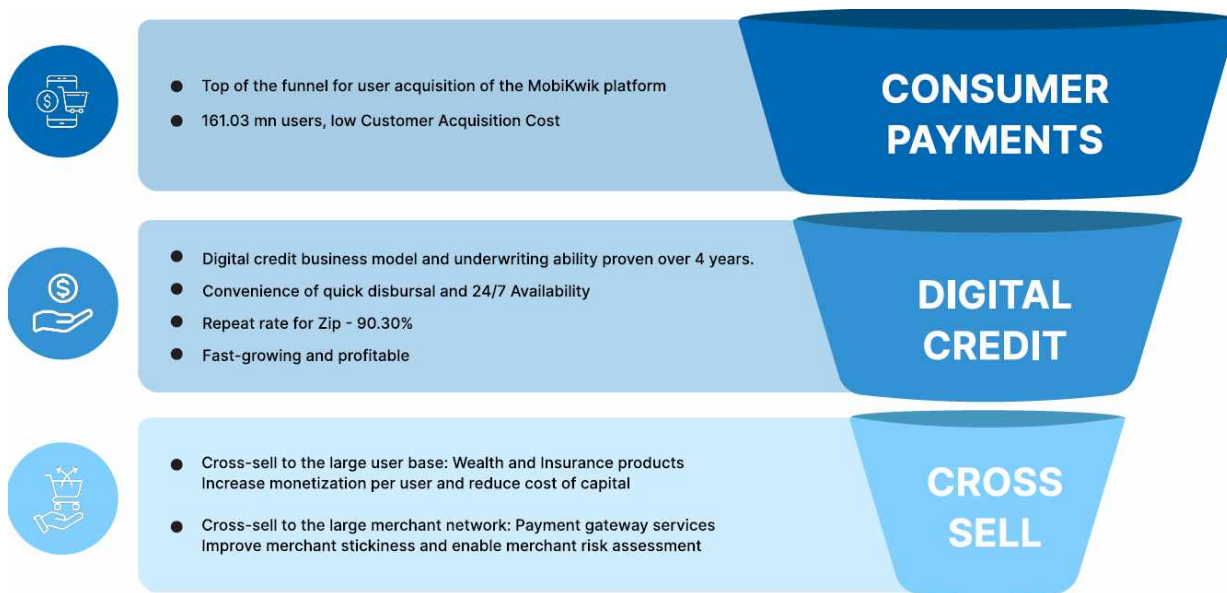 Top of the funnel for user acquisition of the MobiKwik platform
161.03 mn users, low Customer Acquisition Cost
CONSUMER
PAYMENTS
Digital credit business model and underwriting ability proven over 4 years.
Convenience of quick disbursal and 24/7 Availability
Repeat rate for Zip - 90.30%
Fast-growing and profitable
DIGITAL
CREDIT
Cross-sell to the large user base: Wealth and Insurance products
Increase monetization per user and reduce cost of capital
Cross-sell to the large merchant network: Payment gateway services
Improve merchant stickiness and enable merchant risk assessment
CROSS
SELL